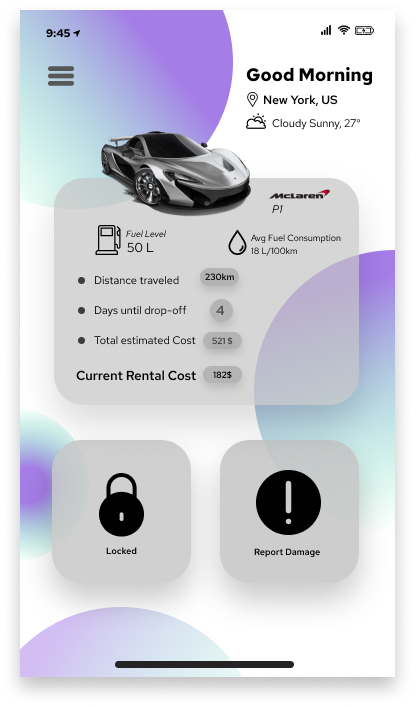 9:45
Good Morning
New York, US
Cloudy Sunny, 27°
McLaren
P1
Fuel Level
50 L
Avg Fuel Consumption
18 L/100km
Distance traveled 230km
Days until drop-off 4
Total estimated Cost 521 $
Current Rental Cost 182$
Locked
Report Damage